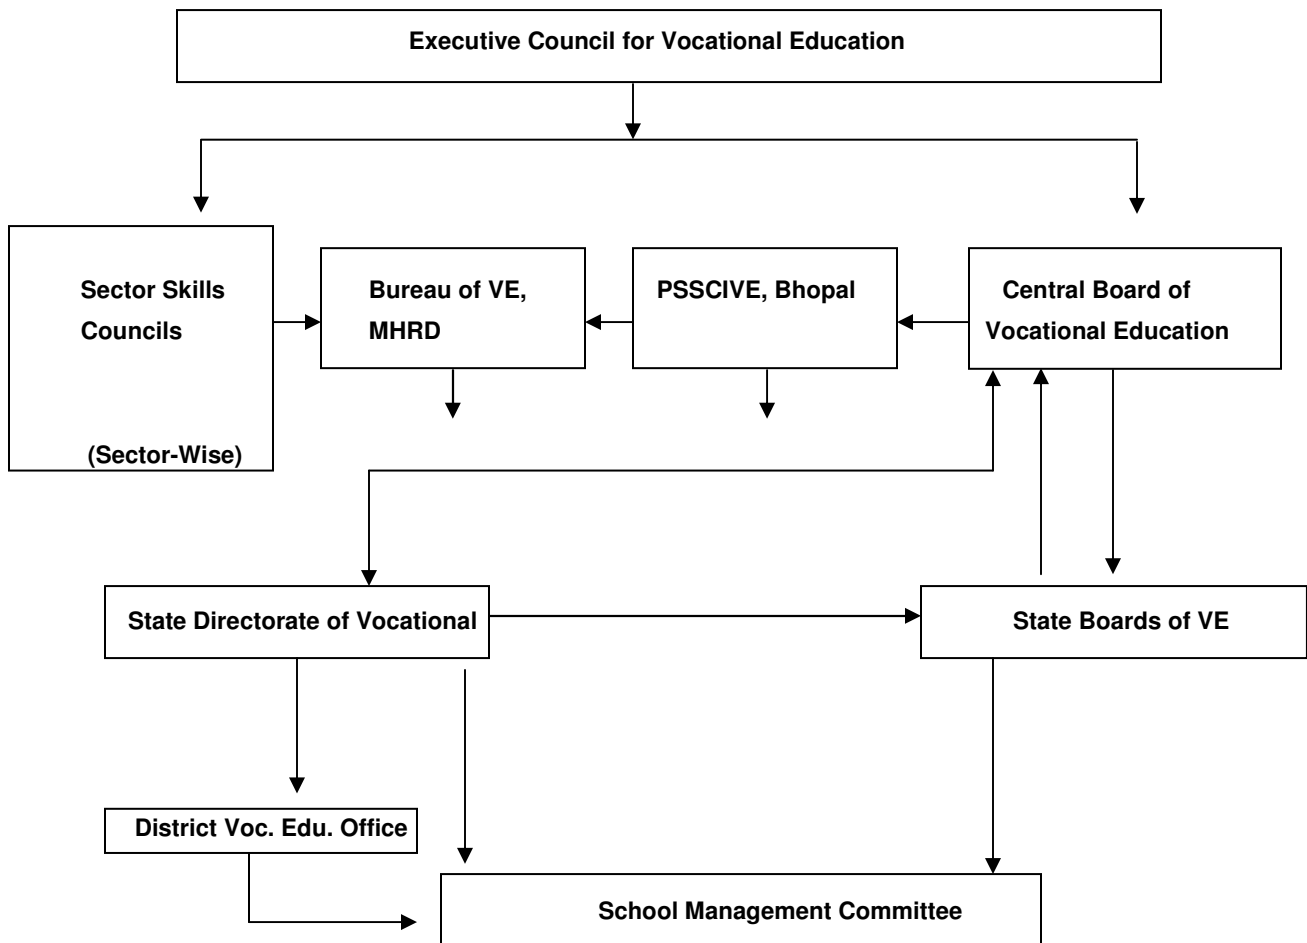 Executive Council for Vocational Education
Sector Skills
Councils
(Sector-Wise)
Bureau of VE,
MHRD
PSSCIVE, Bhopal
Central Board of
Vocational Education
State Directorate of Vocational
State Boards of VE
District Voc. Edu. Office
School Management Committee